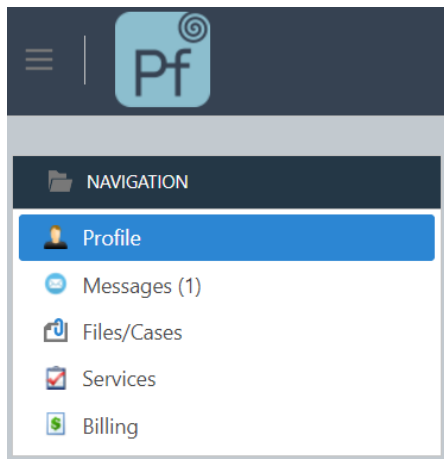 Pf
NAVIGATION
Profile
Messages (1)
Files/Cases
Services
Billing